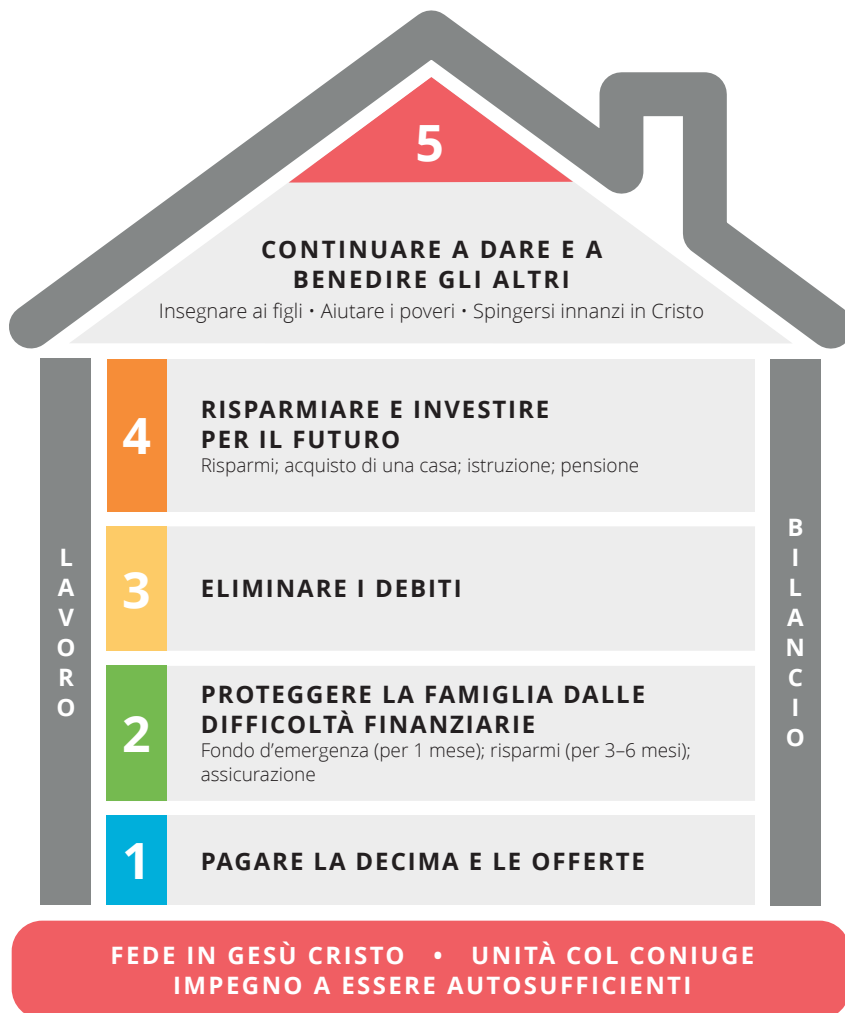 5
CONTINUARE A DARE E A
BENEDIRE GLI ALTRI
Insegnare ai figli • Aiutare i poveri • Spingersi innanzi in Cristo
LAVORO
4
RISPARMIARE E INVESTIRE
PER IL FUTURO
Risparmi; acquisto di una casa; istruzione; pensione
3
ELIMINARE I DEBITI
2
PROTEGGERE LA FAMIGLIA DALLE
DIFFICOLTÀ FINANZIARIE
Fondo d’emergenza (per 1 mese); risparmi (per 3–6 mesi);
assicurazione
1
PAGARE LA DECIMA E LE OFFERTE
BILANCIO
FEDE IN GESÙ CRISTO • UNITÀ COL CONIUGE
IMPEGNO A ESSERE AUTOSUFFICIENTI